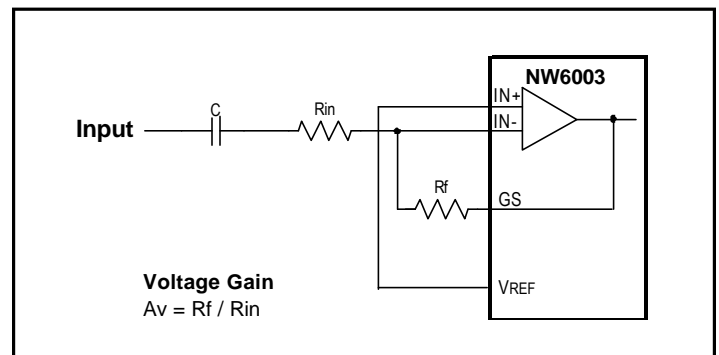 NW6003
IN+
C
Rin
Input
IN-
Rf
GS
Voltage Gain
VREF
Av = Rf / Rin